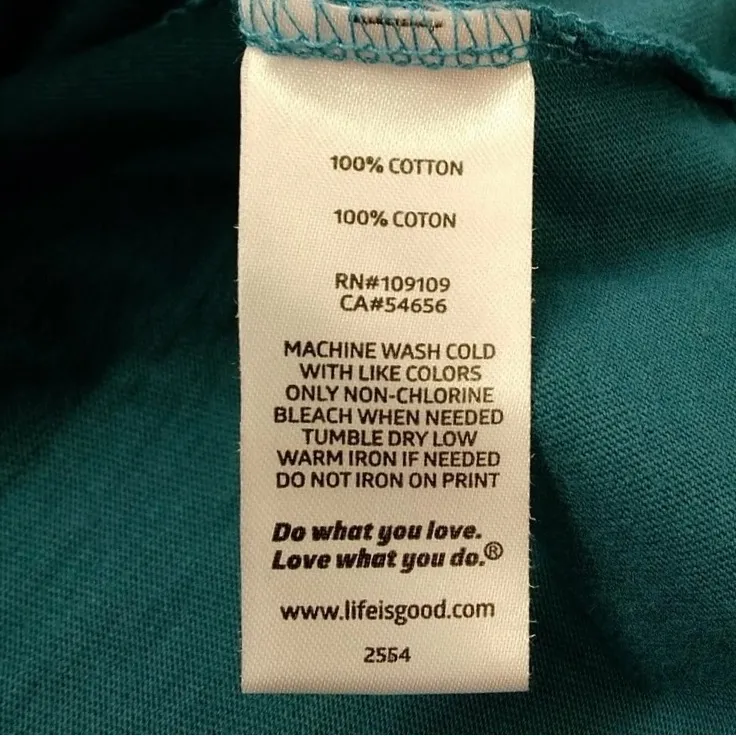 100% COTTON
100% COTON
RN#109109
CA#54656
MACHINE WASH COLD
WITH LIKE COLORS
ONLY NON-CHLORINE
BLEACH WHEN NEEDED
TUMBLE DRY LOW
WARM IRON IF NEEDED
DO NOT IRON ON PRINT
Do what you love.
Love what you do.®
www.lifeisgood.com
2554